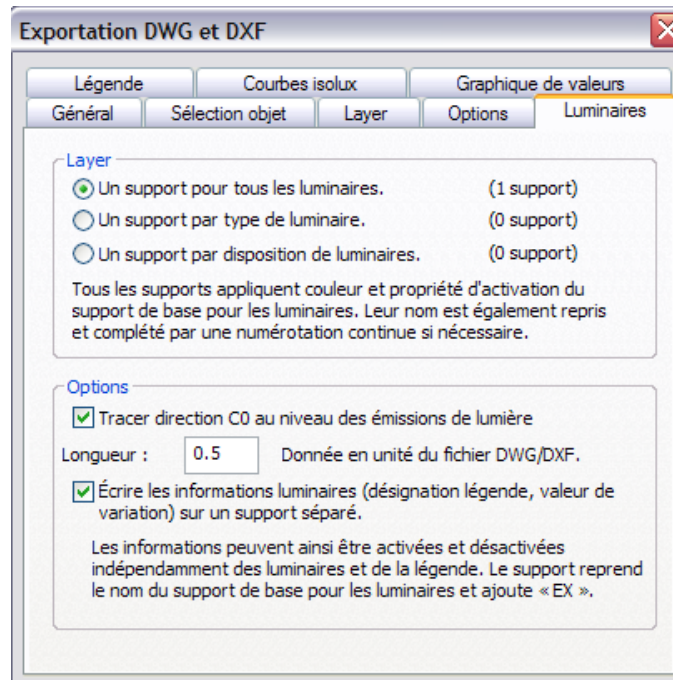 Exportation DWG et DXF
Légende Courbes isolux Graphique de valeurs
Général Sélection objet Layer Options Luminaires
Layer
Un support pour tous les luminaires. (1 support)
Un support par type de luminaire. (0 support)
Un support par disposition de luminaires. (0 support)
Tous les supports appliquent couleur et propriété d'activation du
support de base pour les luminaires. Leur nom est également repris
et complété par une numérotation continue si nécessaire.
Options
Tracer direction C0 au niveau des émissions de lumière
Longueur : 0.5 Donnée en unité du fichier DWG/DXF.
Écrire les informations luminaires (désignation légende, valeur de
variation) sur un support séparé.
Les informations peuvent ainsi être activées et désactivées
indépendamment des luminaires et de la légende. Le support reprend
le nom du support de base pour les luminaires et ajoute « EX ».